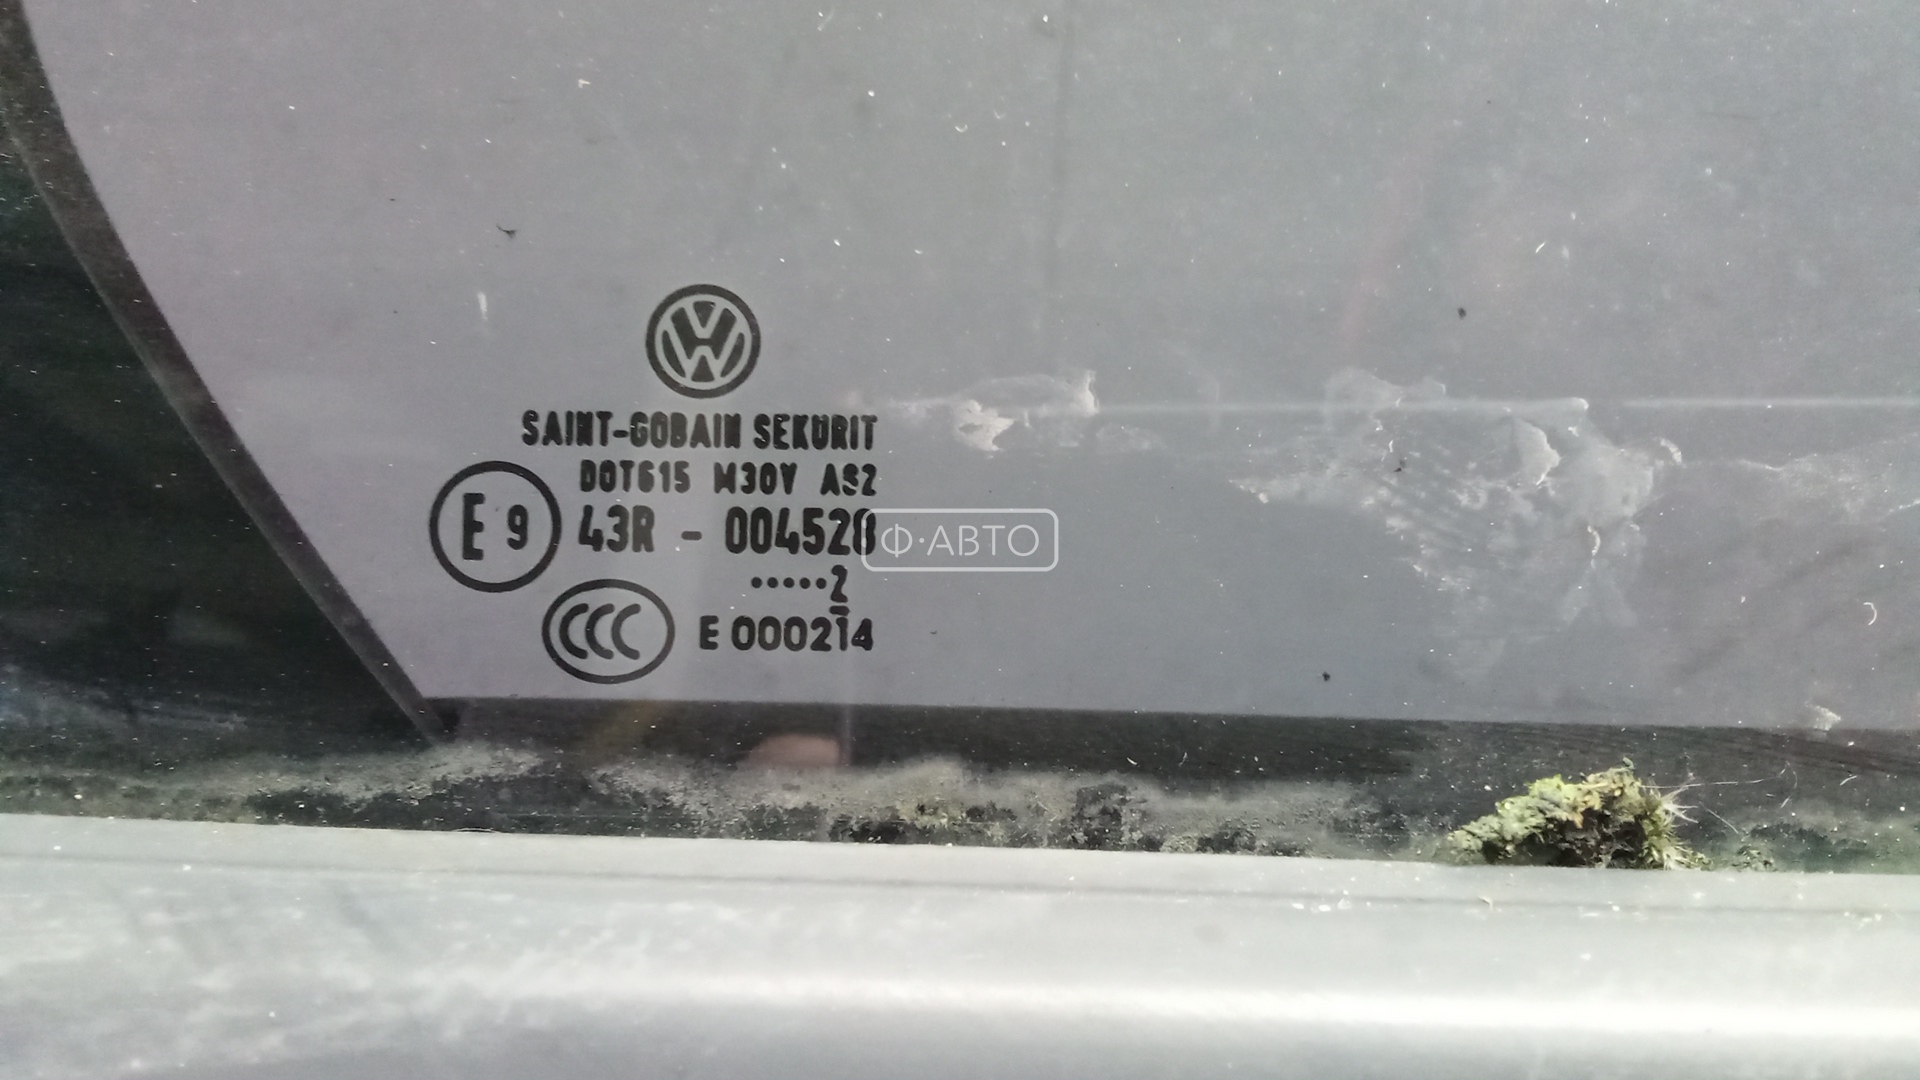 SAINT-GOBAIN SEKURIT
DOT615 M30V AS2
E 9 43R - 004528
Ф·АВТО
·····2
CCC E 000214